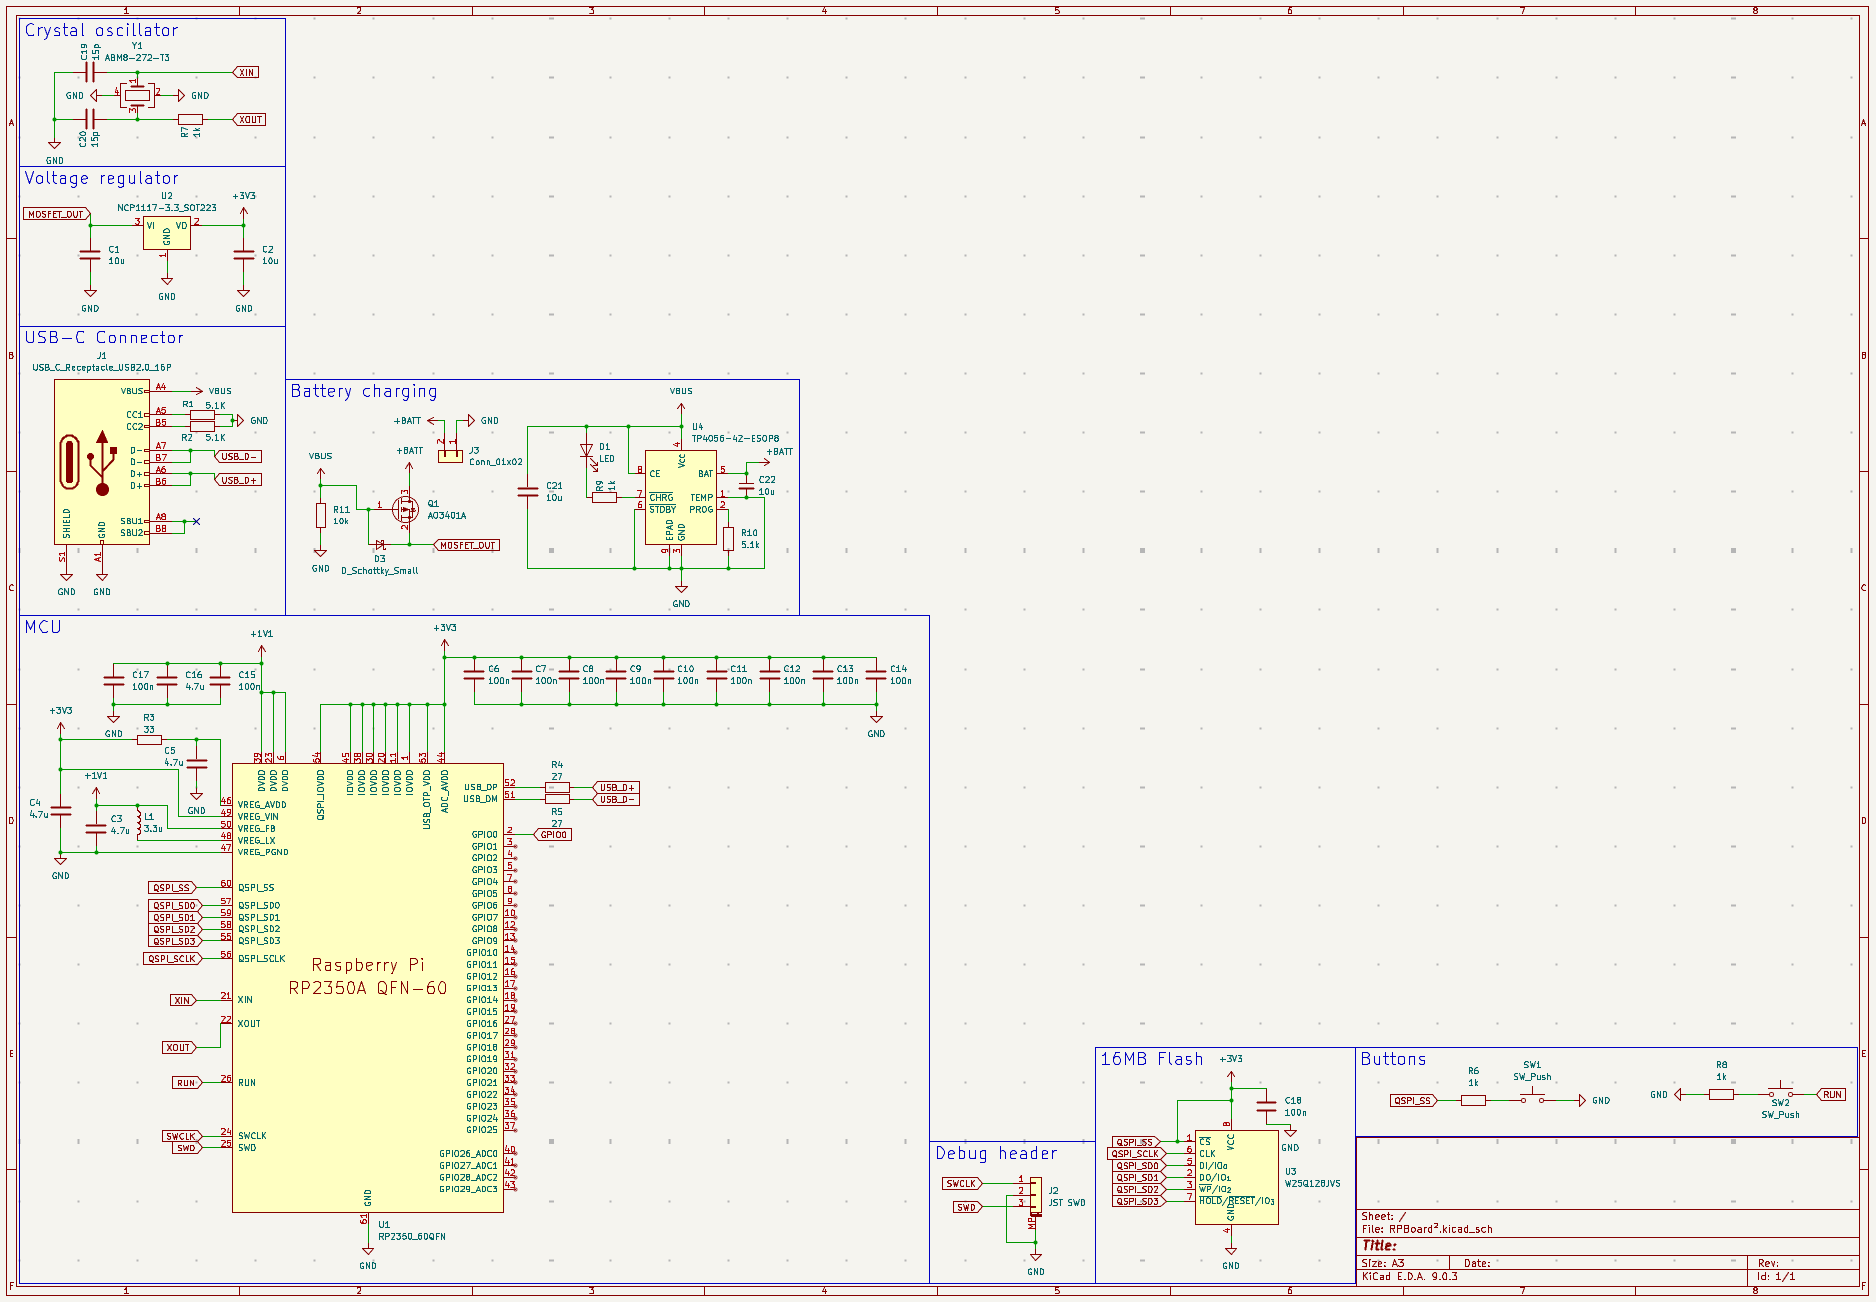 1 2 3 4 5 6 7 8
A B C D E F
Crystal oscillator
C19
15p
Y1
ABM8-272-T3
XIN
GND
4
1
2
3
GND
C20
15p
R7
1k
XOUT
GND
Voltage regulator
MOSFET_OUT
U2
NCP1117-3.3_SOT223
+3V3
3 VI VO 2
GND
1
C1
10u
C2
10u
GND
GND
GND
USB-C Connector
J1
USB_C_Receptacle_USB2.0_16P
VBUS A4 VBUS
CC1 A5 R1 5.1K
CC2 B5 R2 5.1K
GND
D- A7
D- B7 USB_D-
D+ A6
D+ B6 USB_D+
SBU1 A8
SBU2 B8
SHIELD
GND
S1
A1
GND
GND
Battery charging
+BATT
GND
2 1
J3
Conn_01x02
VBUS
R11
10k
GND
+BATT
3
1
2
Q1
AO3401A
D3
D_Schottky_Small
MOSFET_OUT
VBUS
U4
TP4056-42-ESOP8
C21
10u
D1
LED
R9
1k
4
Vcc
8 CE BAT 5
7 CHRG TEMP 1
6 STDBY PROG 2
EPAD
GND
9 3
+BATT
C22
10u
R10
5.1k
GND
MCU
+1V1
C17
100n
C16
4.7u
C15
100n
GND
+3V3
C6
100n
C7
100n
C8
100n
C9
100n
C10
100n
C11
100n
C12
100n
C13
100n
C14
100n
GND
+3V3
R3
33
C5
4.7u
GND
+1V1
C4
4.7u
C3
4.7u
L1
3.3u
GND
39 23 6 54 45 38 30 20 11 1 53 44
DVDD DVDD DVDD QSPI_IOVDD IOVDD IOVDD IOVDD IOVDD IOVDD IOVDD USB_OTP_VDD ADC_AVDD
46 VREG_AVDD
49 VREG_VIN
50 VREG_FB
48 VREG_LX
47 VREG_PGND
QSPI_SS 60 QSPI_SS
QSPI_SD0 57 QSPI_SD0
QSPI_SD1 59 QSPI_SD1
QSPI_SD2 58 QSPI_SD2
QSPI_SD3 55 QSPI_SD3
QSPI_SCLK 56 QSPI_SCLK
XIN 21 XIN
22 XOUT
XOUT
RUN 26 RUN
SWCLK 24 SWCLK
SWD 25 SWD
Raspberry Pi
RP2350A QFN-60
USB_DP 52 R4 27 USB_D+
USB_DM 51 R5 27 USB_D-
GPIO0 2 GPIO0
GPIO1 3
GPIO2 4
GPIO3 5
GPIO4 7
GPIO5 8
GPIO6 9
GPIO7 10
GPIO8 12
GPIO9 13
GPIO10 14
GPIO11 15
GPIO12 16
GPIO13 17
GPIO14 18
GPIO15 19
GPIO16 27
GPIO17 28
GPIO18 29
GPIO19 31
GPIO20 32
GPIO21 33
GPIO22 34
GPIO23 35
GPIO24 36
GPIO25 37
GPIO26_ADC0 40
GPIO27_ADC1 41
GPIO28_ADC2 42
GPIO29_ADC3 43
GND
61
U1
RP2350_60QFN
GND
Debug header
SWCLK 1
2
SWD 3
MP
J2
JST SWD
GND
16MB Flash
+3V3
C18
100n
GND
8
VCC
QSPI_SS 1 CS
QSPI_SCLK 6 CLK
QSPI_SD0 5 DI/IO0
QSPI_SD1 2 DO/IO1
QSPI_SD2 3 WP/IO2
QSPI_SD3 7 HOLD/RESET/IO3
GND
4
U3
W25Q128JVS
GND
Buttons
QSPI_SS
R6
1k
SW1
SW_Push
GND
GND
R8
1k
SW2
SW_Push
RUN
Sheet: /
File: RPBoard².kicad_sch
Title:
Size: A3 Date: Rev:
KiCad E.D.A. 9.0.3 Id: 1/1
A B C D E F
1 2 3 4 5 6 7 8